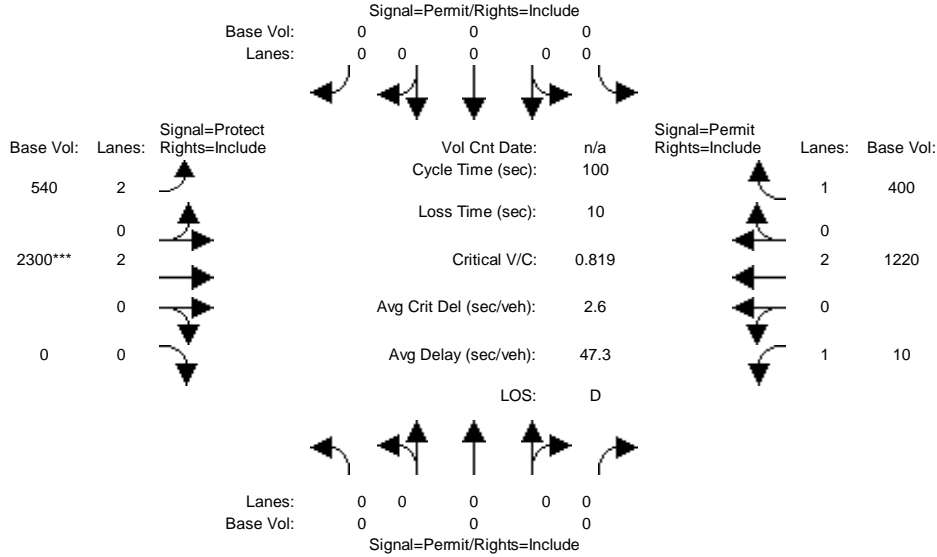 Signal=Permit/Rights=Include
Base Vol: 0 0 0
Lanes: 0 0 0 0 0
Signal=Protect Signal=Permit
Base Vol: Lanes: Rights=Include Vol Cnt Date: n/a Rights=Include Lanes: Base Vol:
Cycle Time (sec): 100
540 2 1 400
Loss Time (sec): 10
0 0
2300*** 2 Critical V/C: 0.819 2 1220
0 Avg Crit Del (sec/veh): 2.6 0
0 0 Avg Delay (sec/veh): 47.3 1 10
LOS: D
Lanes: 0 0 0 0 0
Base Vol: 0 0 0
Signal=Permit/Rights=Include